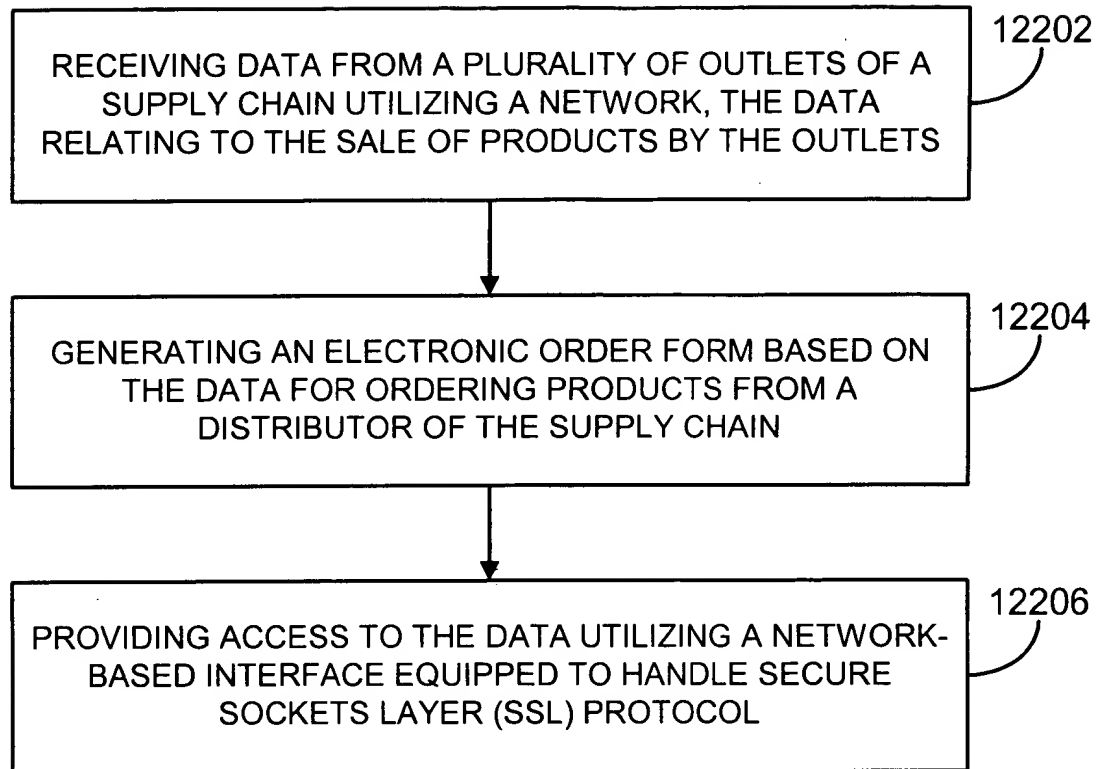 12202
RECEIVING DATA FROM A PLURALITY OF OUTLETS OF A
SUPPLY CHAIN UTILIZING A NETWORK, THE DATA
RELATING TO THE SALE OF PRODUCTS BY THE OUTLETS
12204
GENERATING AN ELECTRONIC ORDER FORM BASED ON
THE DATA FOR ORDERING PRODUCTS FROM A
DISTRIBUTOR OF THE SUPPLY CHAIN
12206
PROVIDING ACCESS TO THE DATA UTILIZING A NETWORK-
BASED INTERFACE EQUIPPED TO HANDLE SECURE
SOCKETS LAYER (SSL) PROTOCOL